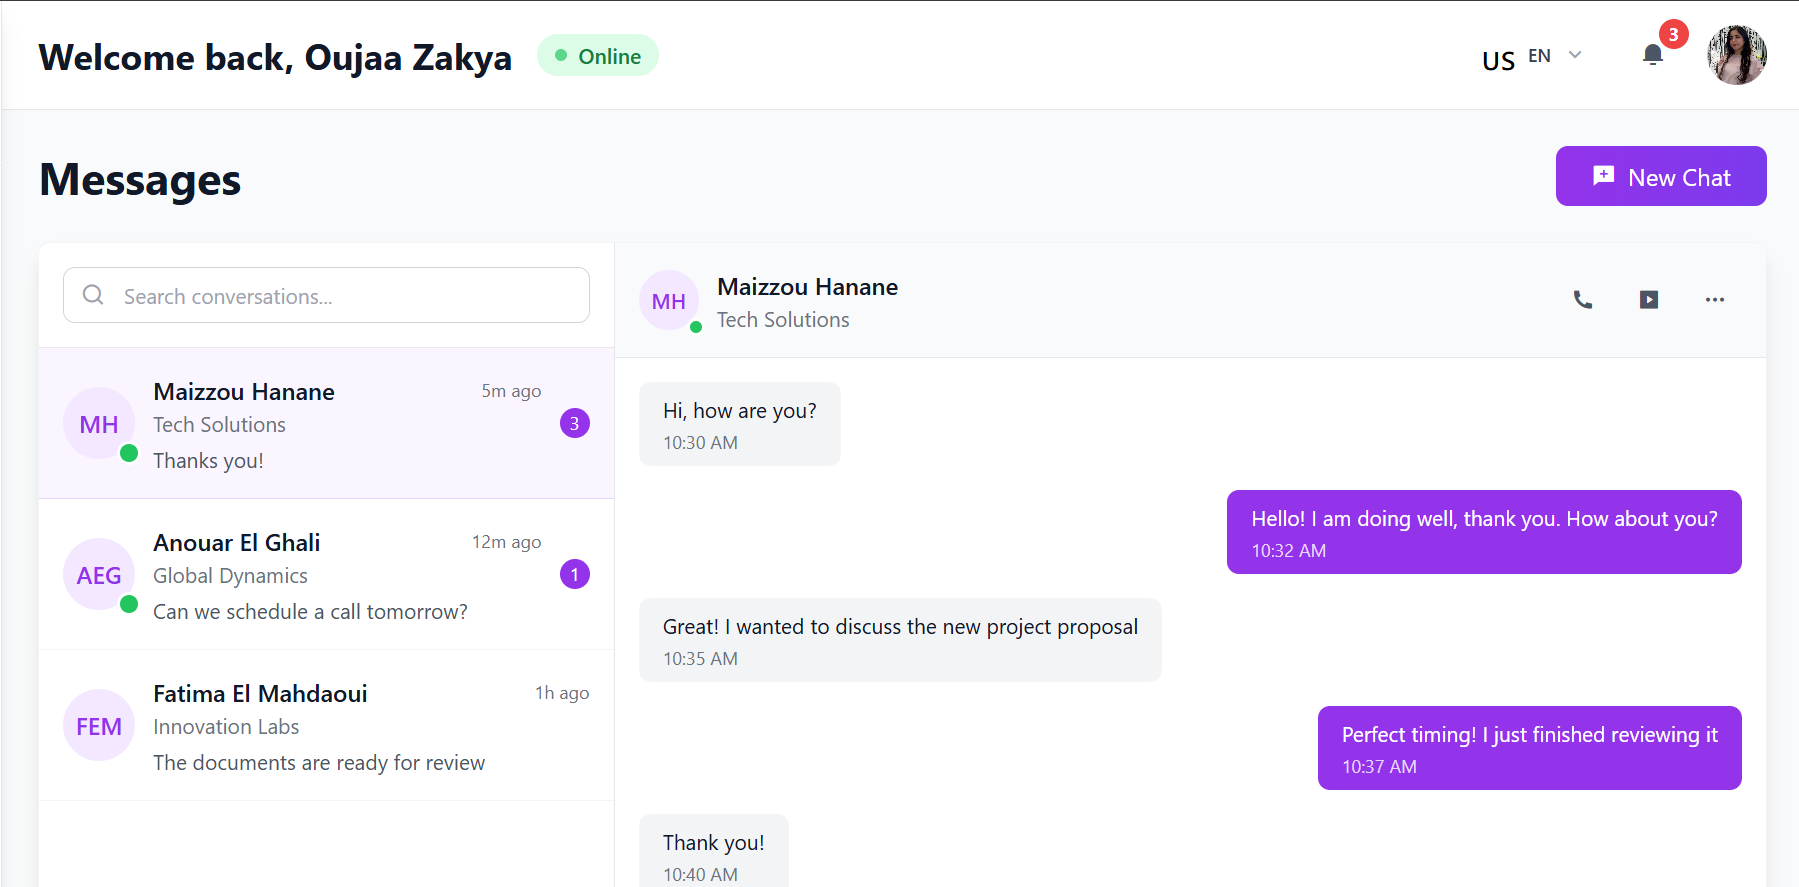 Welcome back, Oujaa Zakya
Online
US EN
3
Messages
New Chat
Search conversations...
Maizzou Hanane
5m ago
Tech Solutions
Thanks you!
MH
3
Anouar El Ghali
12m ago
Global Dynamics
Can we schedule a call tomorrow?
AEG
1
Fatima El Mahdaoui
1h ago
Innovation Labs
The documents are ready for review
FEM
MH
Maizzou Hanane
Tech Solutions
Hi, how are you?
10:30 AM
Hello! I am doing well, thank you. How about you?
10:32 AM
Great! I wanted to discuss the new project proposal
10:35 AM
Perfect timing! I just finished reviewing it
10:37 AM
Thank you!
10:40 AM